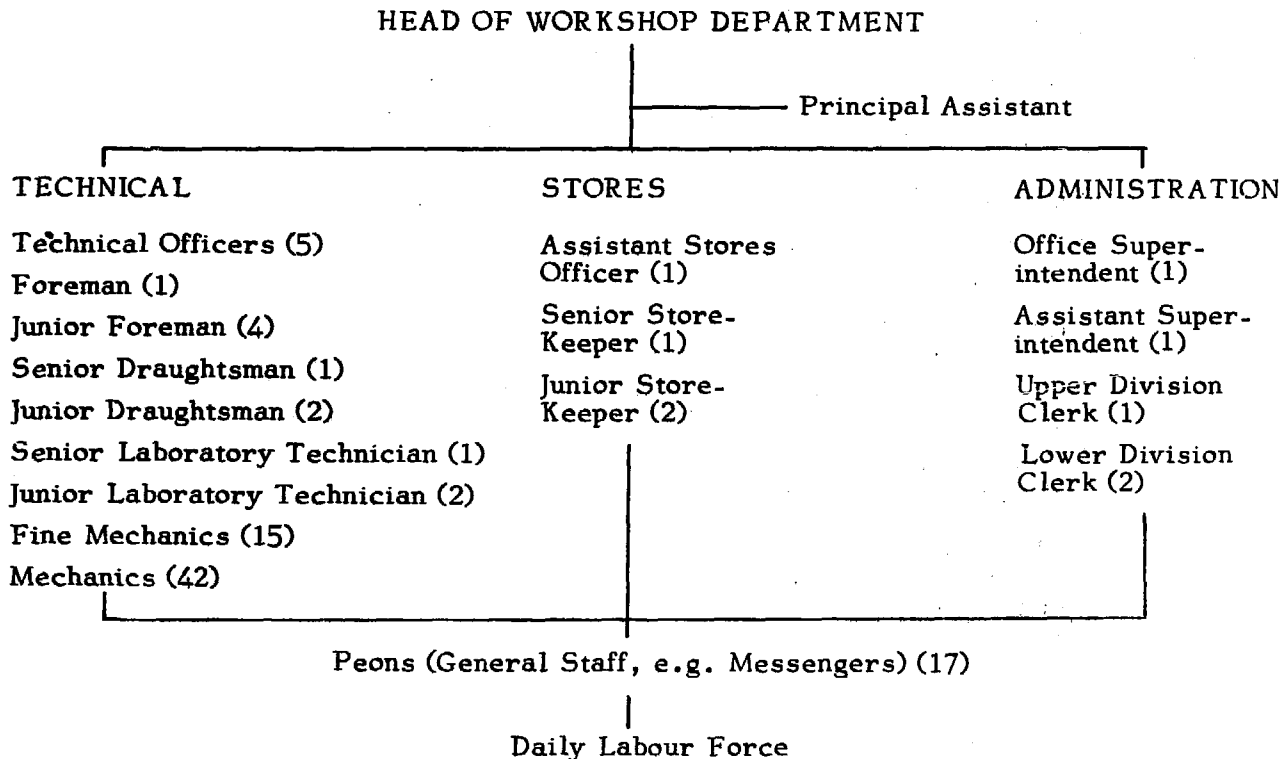 HEAD OF WORKSHOP DEPARTMENT
Principal Assistant
TECHNICAL
Technical Officers (5)
Foreman (1)
Junior Foreman (4)
Senior Draughtsman (1)
Junior Draughtsman (2)
Senior Laboratory Technician (1)
Junior Laboratory Technician (2)
Fine Mechanics (15)
Mechanics (42)
STORES
Assistant Stores
Officer (1)
Senior Store-
Keeper (1)
Junior Store-
Keeper (2)
ADMINISTRATION
Office Super-
intendent (1)
Assistant Super-
intendent (1)
Upper Division
Clerk (1)
Lower Division
Clerk (2)
Peons (General Staff, e.g. Messengers) (17)
Daily Labour Force